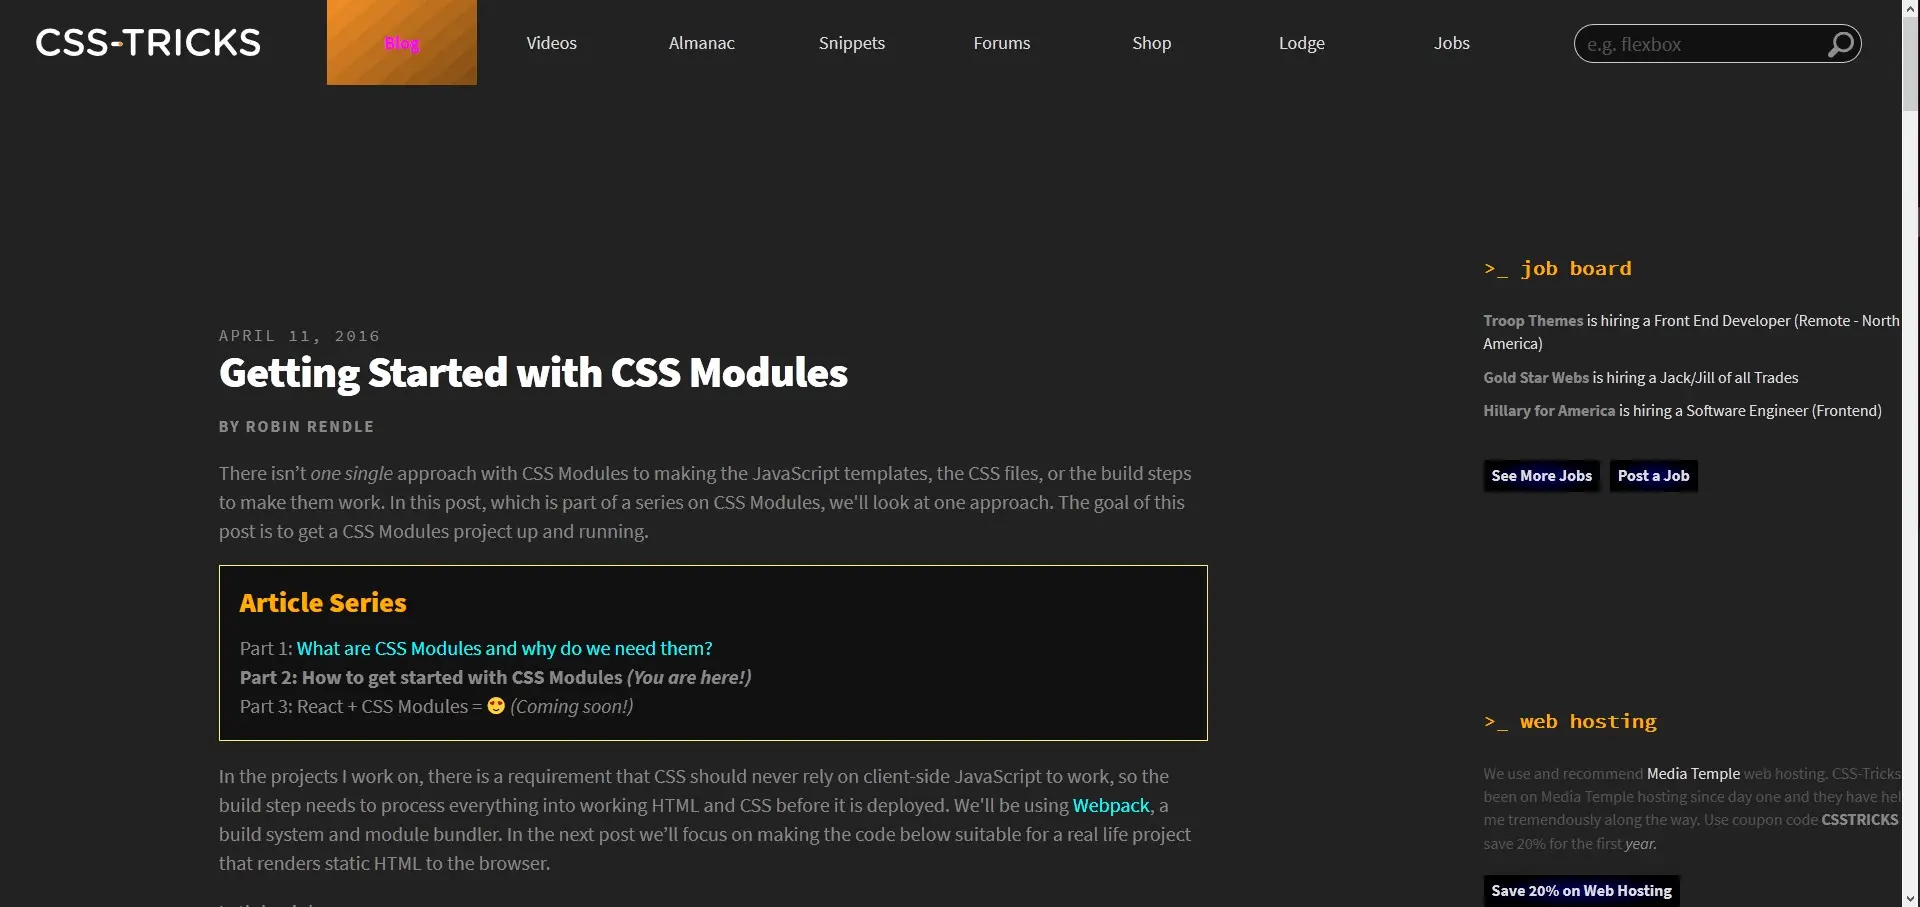 CSS-TRICKS
Blog
Videos
Almanac
Snippets
Forums
Shop
Lodge
Jobs
e.g. flexbox
APRIL 11, 2016
Getting Started with CSS Modules
BY ROBIN RENDLE
There isn’t one single approach with CSS Modules to making the JavaScript templates, the CSS files, or the build steps
to make them work. In this post, which is part of a series on CSS Modules, we'll look at one approach. The goal of this
post is to get a CSS Modules project up and running.
Article Series
Part 1: What are CSS Modules and why do we need them?
Part 2: How to get started with CSS Modules (You are here!)
Part 3: React + CSS Modules = 😍 (Coming soon!)
In the projects I work on, there is a requirement that CSS should never rely on client-side JavaScript to work, so the
build step needs to process everything into working HTML and CSS before it is deployed. We'll be using Webpack, a
build system and module bundler. In the next post we’ll focus on making the code below suitable for a real life project
that renders static HTML to the browser.
>_ job board
Troop Themes is hiring a Front End Developer (Remote - North
America)
Gold Star Webs is hiring a Jack/Jill of all Trades
Hillary for America is hiring a Software Engineer (Frontend)
See More Jobs
Post a Job
>_ web hosting
We use and recommend Media Temple web hosting. CSS-Tricks
been on Media Temple hosting since day one and they have hel
me tremendously along the way. Use coupon code CSSTRICKS
save 20% for the first year.
Save 20% on Web Hosting